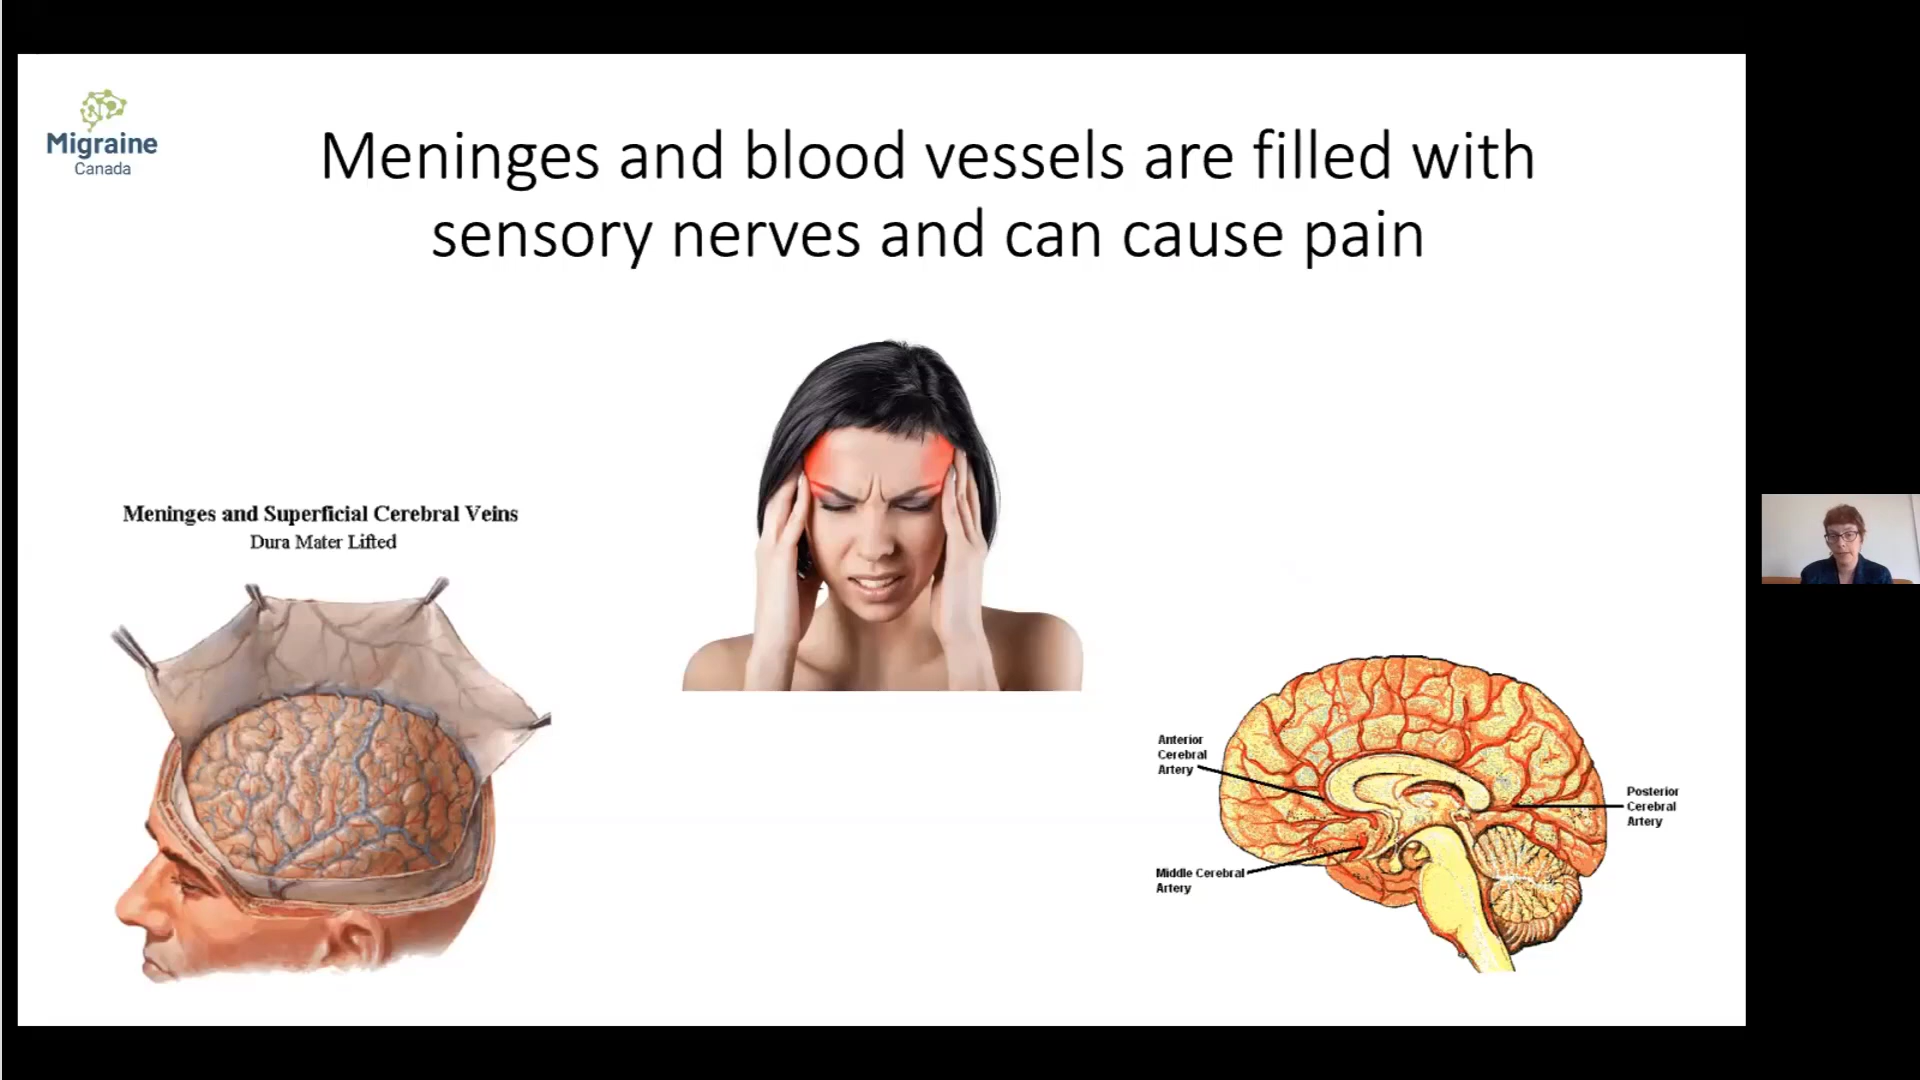 Migraine
Canada
Meninges and blood vessels are filled with
sensory nerves and can cause pain
Meninges and Superficial Cerebral Veins
Dura Mater Lifted
Anterior
Cerebral
Artery
Posterior
Cerebral
Artery
Middle Cerebral
Artery